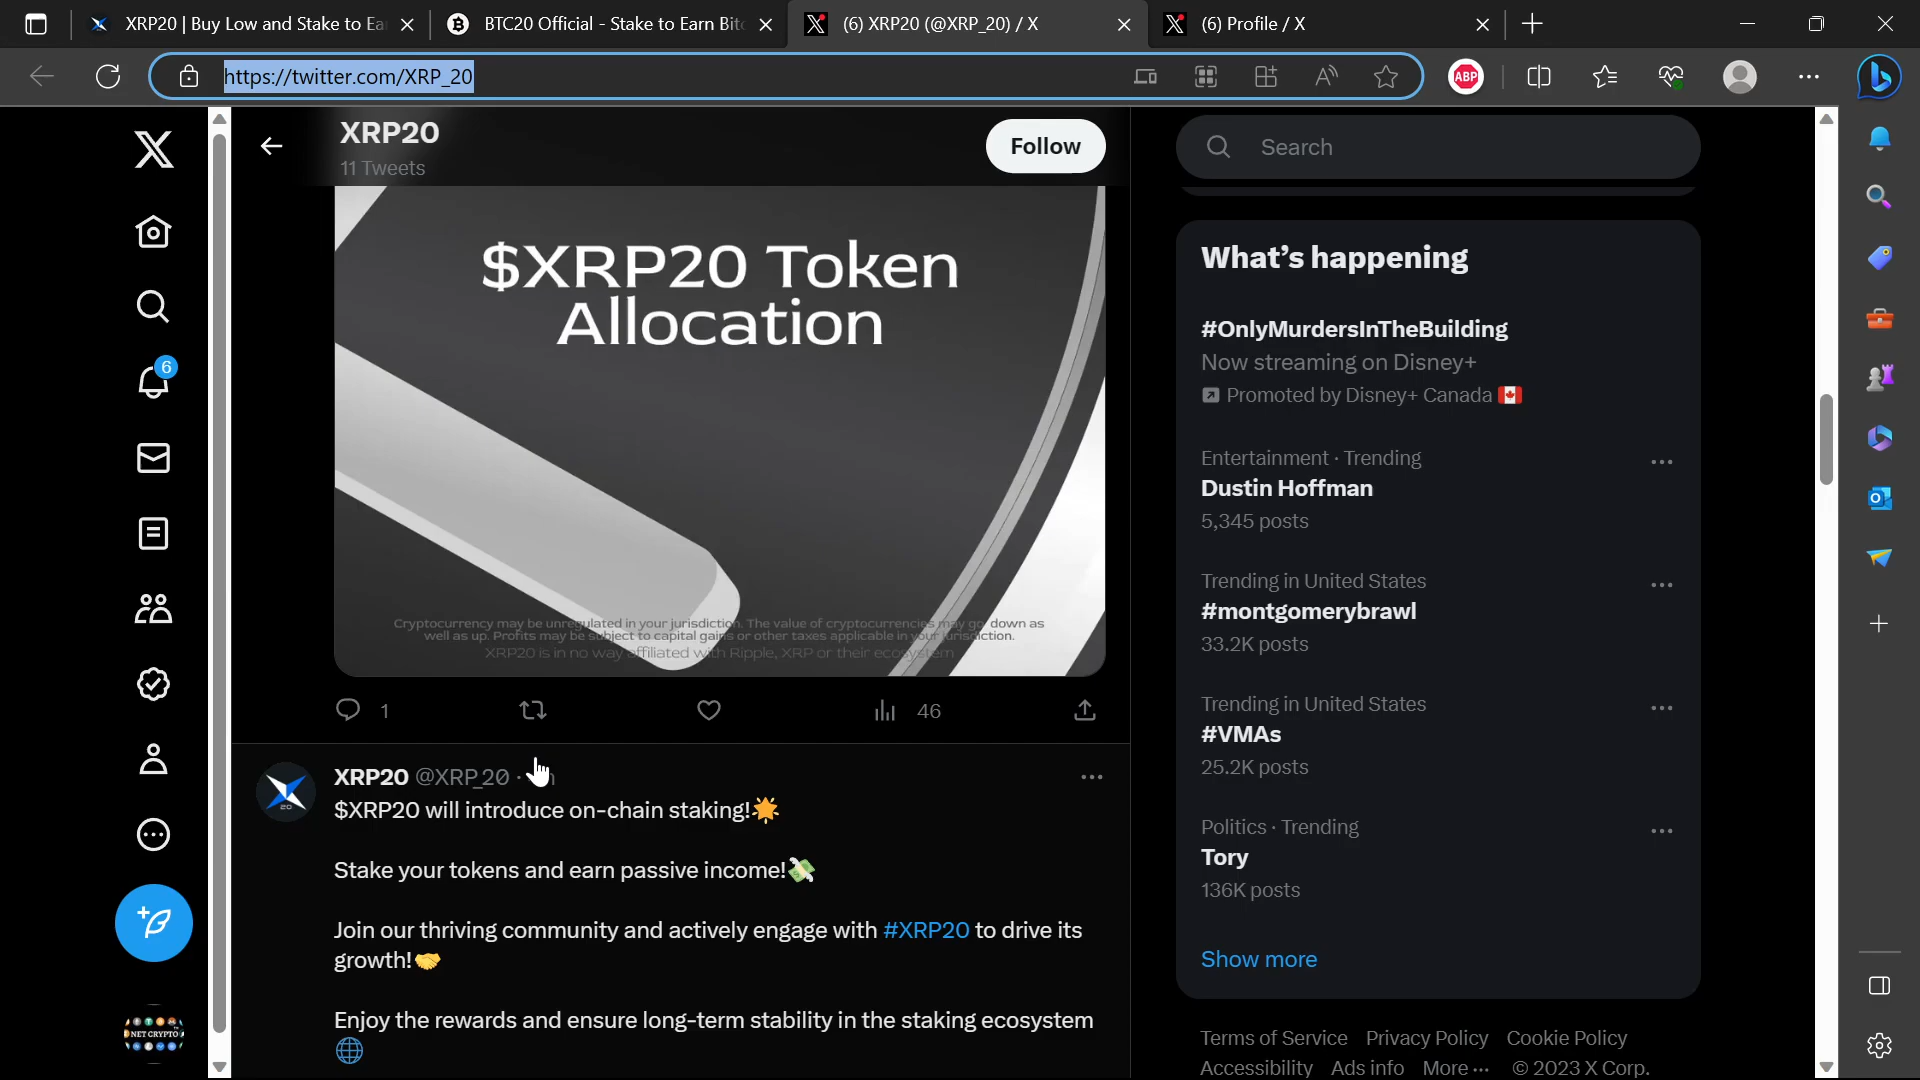 XRP20 | Buy Low and Stake to Ea
BTC20 Official - Stake to Earn Bitc
(6) XRP20 (@XRP_20) / X
(6) Profile / X
https://twitter.com/XRP_20
ABP
XRP20
11 Tweets
Follow
Search
$XRP20 Token
Allocation
Cryptocurrency may be unregulated in your jurisdiction. The value of cryptocurrencies may go down as
well as up. Profits may be subject to capital gains or other taxes applicable in your jurisdiction.
XRP20 is in no way affiliated with Ripple, XRP or their ecosystem
1
46
XRP20 @XRP_20 ·
$XRP20 will introduce on-chain staking!🌟
Stake your tokens and earn passive income!💸
Join our thriving community and actively engage with #XRP20 to drive its
growth!🤝
Enjoy the rewards and ensure long-term stability in the staking ecosystem
🌐
What's happening
#OnlyMurdersInTheBuilding
Now streaming on Disney+
Promoted by Disney+ Canada 🇨🇦
Entertainment · Trending
Dustin Hoffman
5,345 posts
Trending in United States
#montgomerybrawl
33.2K posts
Trending in United States
#VMAs
25.2K posts
Politics · Trending
Tory
136K posts
Show more
Terms of Service Privacy Policy Cookie Policy
Accessibility Ads info More ··· © 2023 X Corp.
6
NET CRYPTO